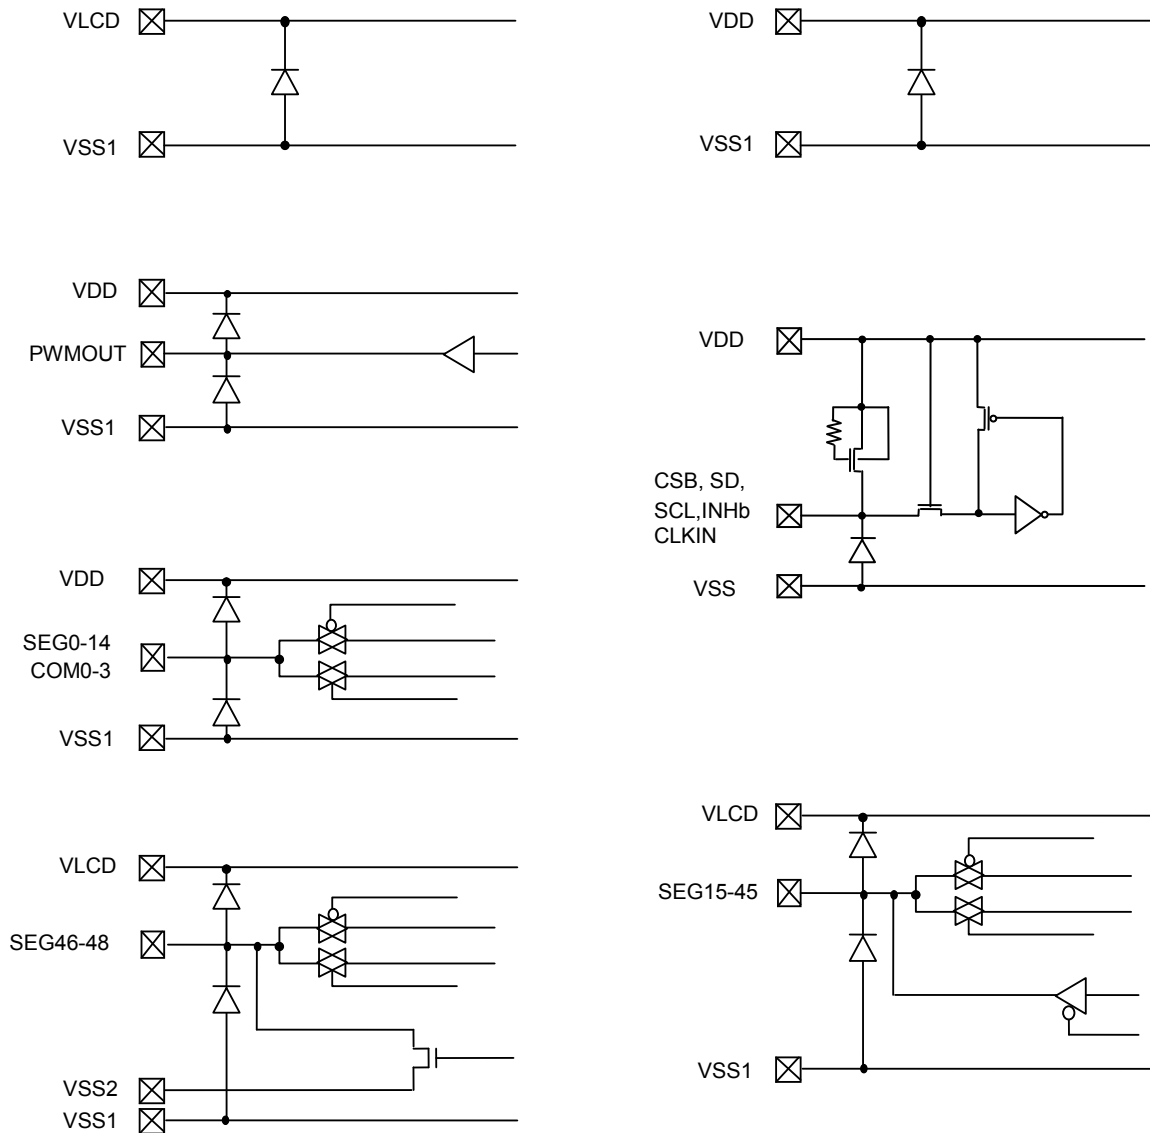 VLCD
VSS1
VDD
VSS1
VDD
PWMOUT
VSS1
VDD
CSB, SD,
SCL,INHb
CLKIN
VSS
VDD
SEG0-14
COM0-3
VSS1
VLCD
SEG46-48
VSS2
VSS1
VLCD
SEG15-45
VSS1